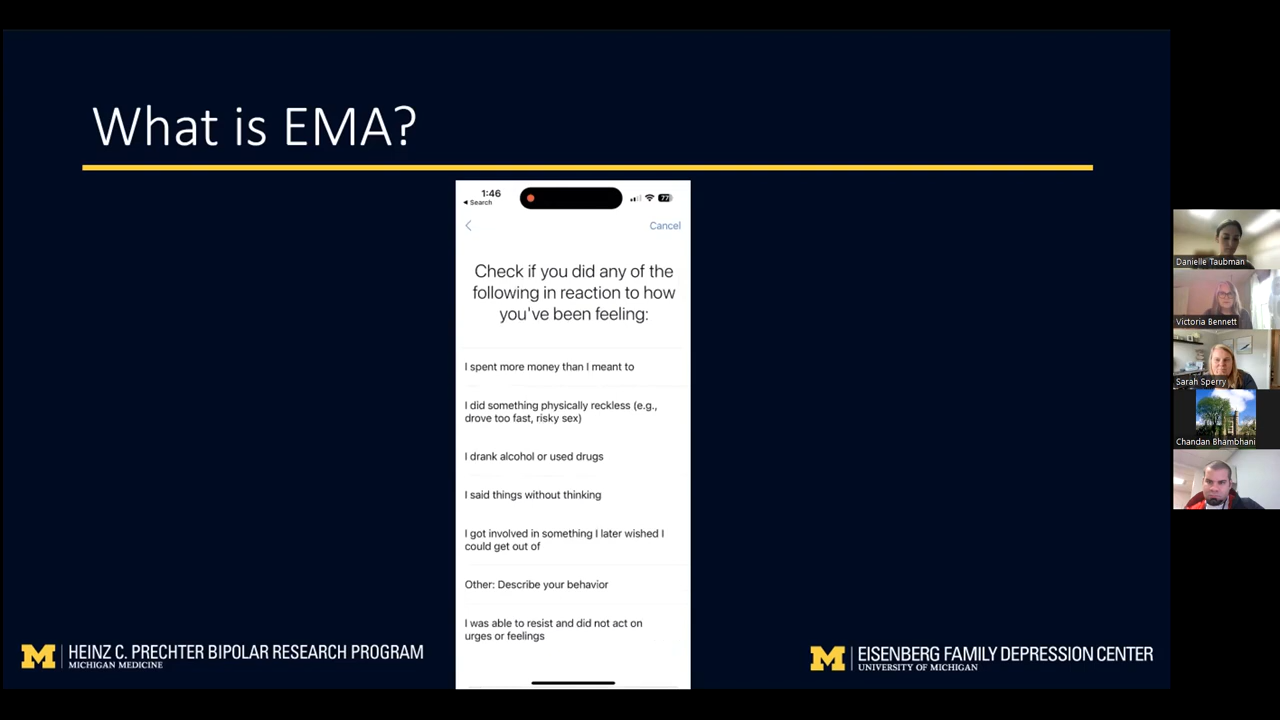 What is EMA?
1:46
77
◀ Search
Cancel
Check if you did any of the
following in reaction to how
you've been feeling:
I spent more money than I meant to
I did something physically reckless (e.g.,
drove too fast, risky sex)
I drank alcohol or used drugs
I said things without thinking
I got involved in something I later wished I
could get out of
Other: Describe your behavior
I was able to resist and did not act on
urges or feelings
M HEINZ C. PRECHTER BIPOLAR RESEARCH PROGRAM
MICHIGAN MEDICINE
M EISENBERG FAMILY DEPRESSION CENTER
UNIVERSITY OF MICHIGAN
Danielle Taubman
Victoria Bennett
Sarah Sperry
Chandan Bhambhani